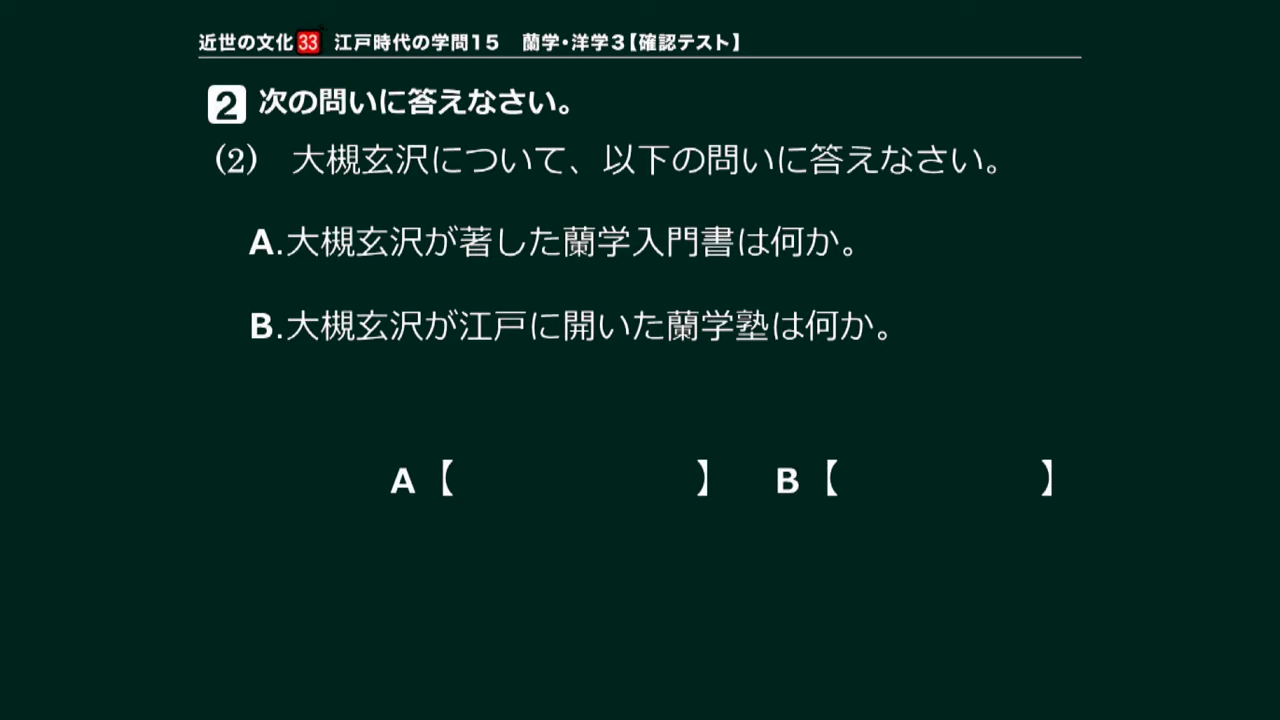 近世の文化33 江戸時代の学問15 蘭学・洋学3【確認テスト】
2 次の問いに答えなさい。
(2) 大槻玄沢について、以下の問いに答えなさい。
A.大槻玄沢が著した蘭学入門書は何か。
B.大槻玄沢が江戸に開いた蘭学塾は何か。
A【 】 B【 】